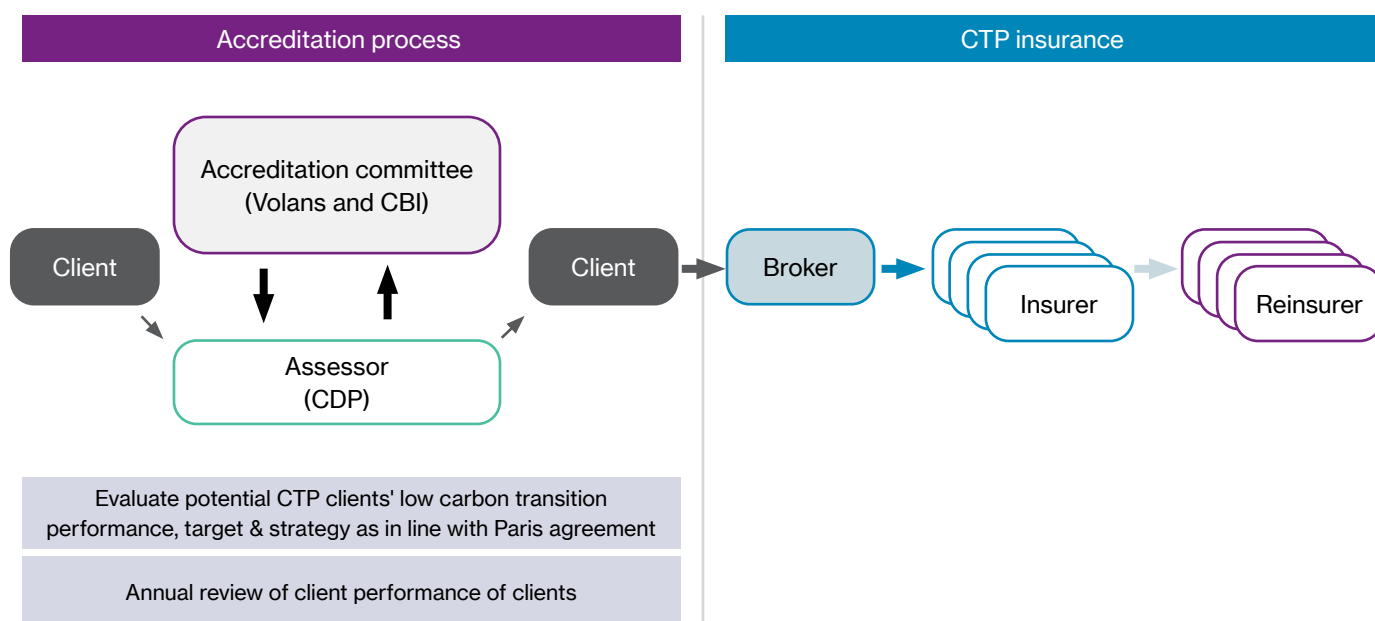 Accreditation process
CTP insurance
Accreditation committee
(Volans and CBI)
Client
Client
Broker
Insurer
Reinsurer
Assessor
(CDP)
Evaluate potential CTP clients' low carbon transition
performance, target & strategy as in line with Paris agreement
Annual review of client performance of clients